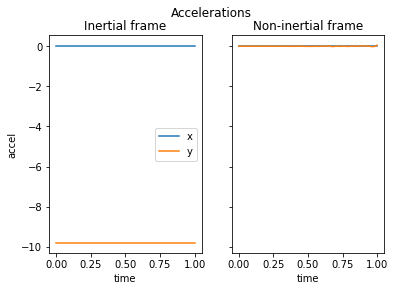 Accelerations
Inertial frame
Non-inertial frame
0
−2
−4
−6
−8
−10
accel
x
y
0.00 0.25 0.50 0.75 1.00
0.00 0.25 0.50 0.75 1.00
time
time